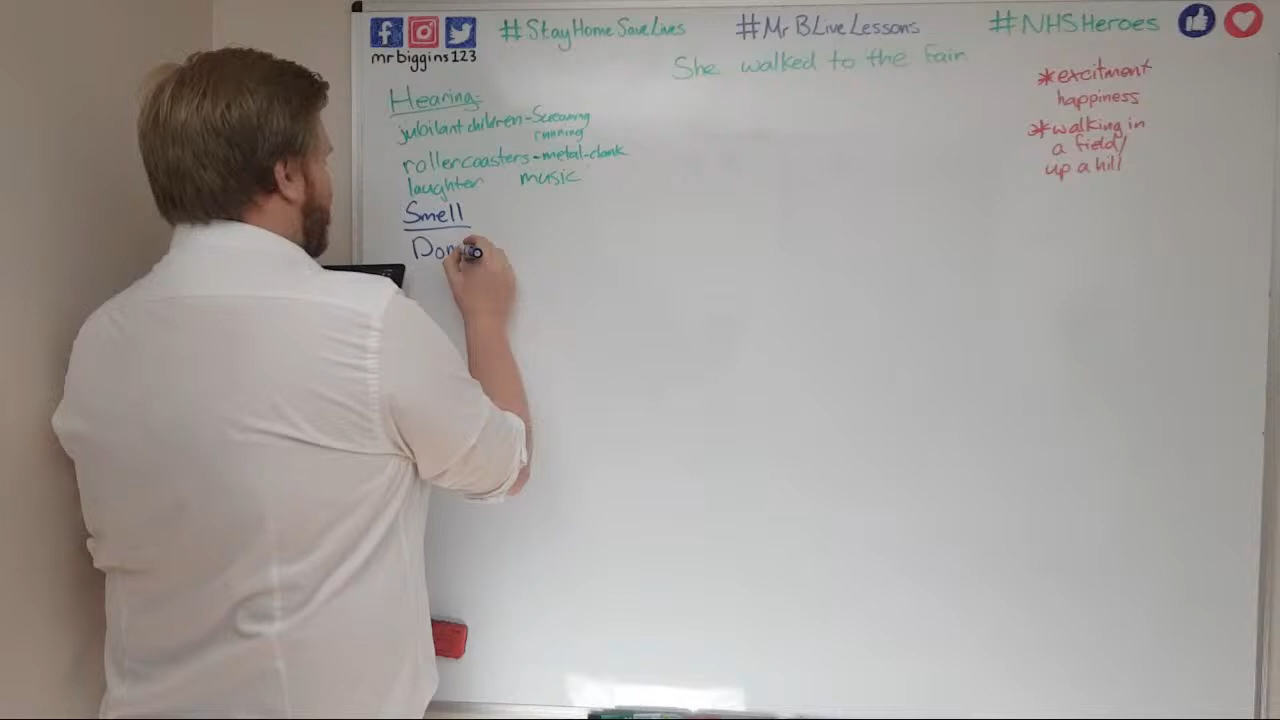 #StayHomeSaveLives
#MrBLiveLessons
#NHSHeroes
mrbiggins123
She walked to the fair
Hearing:
jubilant children-Screaming
running
rollercoasters-metal-clank
laughter music
Smell
*excitment
happiness
*walking in
a field/
up a hill